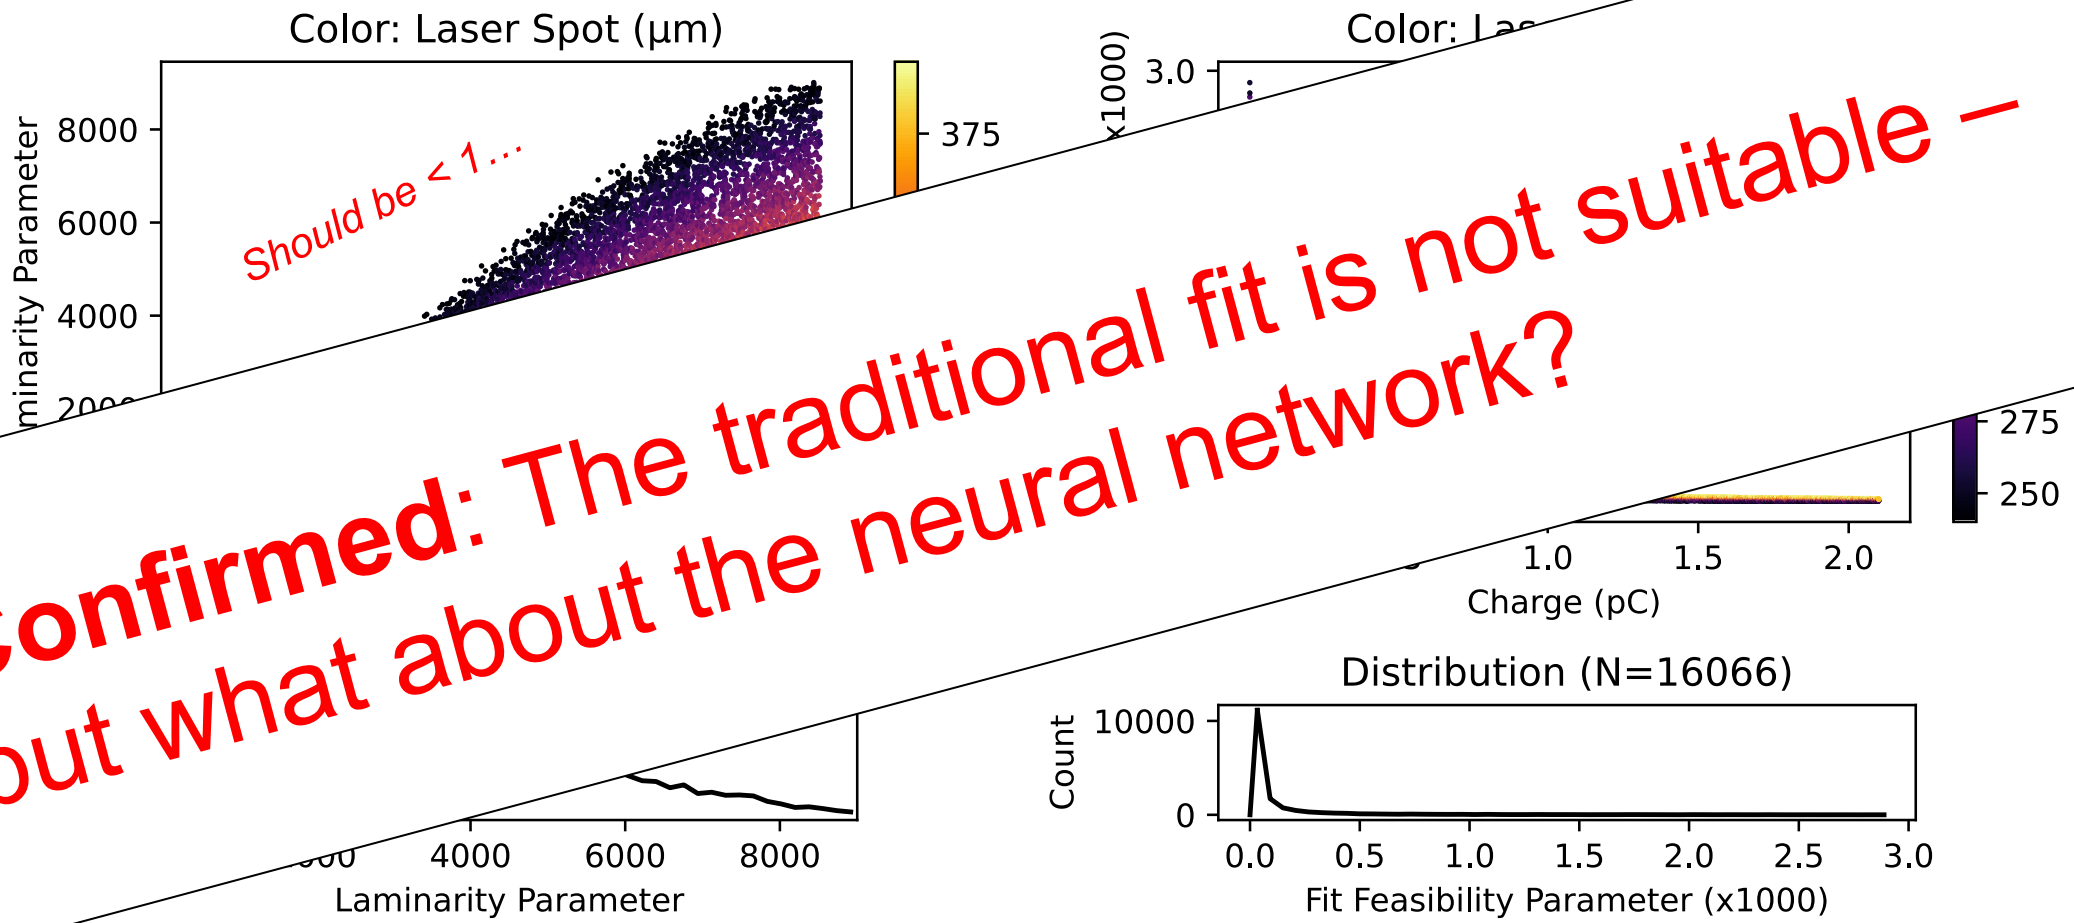 Color: Laser Spot (μm)
8000
6000
4000
minarity Parameter
375
Should be < 1...
Color:
x1000)
3.0
Confirmed: The traditional fit is not suitable –
but what about the neural network?
275
250
1.0
1.5
2.0
Charge (pC)
4000
6000
8000
Laminarity Parameter
Distribution (N=16066)
Count
10000
0
0.0
0.5
1.0
1.5
2.0
2.5
3.0
Fit Feasibility Parameter (x1000)